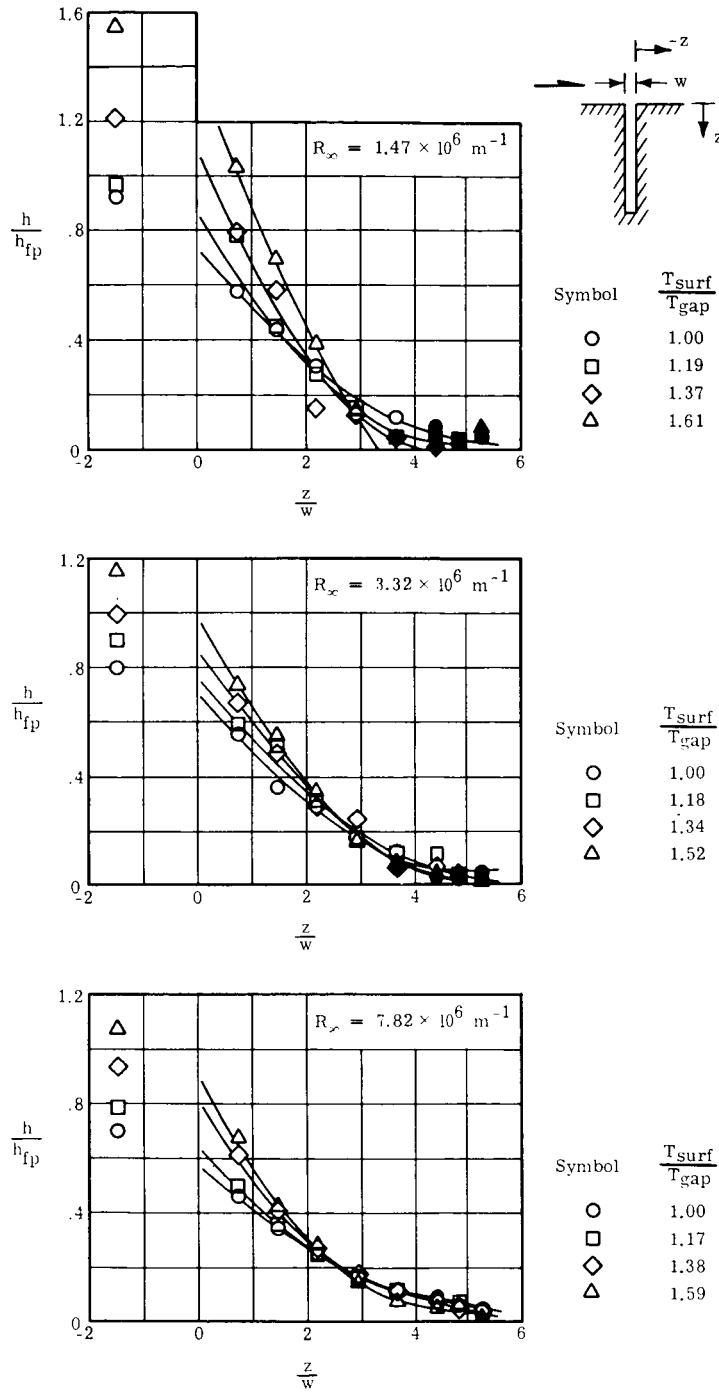 1.6
1.2
.8
.4
0
h
h_fp
R_∞ = 1.47 × 10^6 m^-1
-2 0 2 4 6
z
w
-z
w
z
Symbol T_surf
T_gap
○ 1.00
□ 1.19
◇ 1.37
△ 1.61
1.2
.8
.4
0
h
h_fp
R_∞ = 3.32 × 10^6 m^-1
-2 0 2 4 6
z
w
Symbol T_surf
T_gap
○ 1.00
□ 1.18
◇ 1.34
△ 1.52
1.2
.8
.4
0
h
h_fp
R_∞ = 7.82 × 10^6 m^-1
-2 0 2 4 6
z
w
Symbol T_surf
T_gap
○ 1.00
□ 1.17
◇ 1.38
△ 1.59